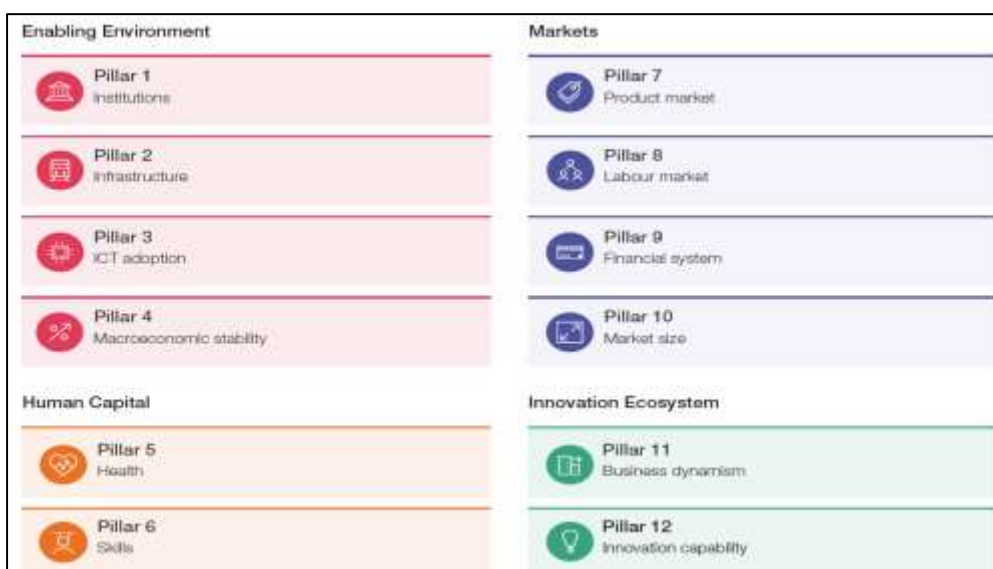 Enabling Environment
Pillar 1
Institutions
Pillar 2
Infrastructure
Pillar 3
ICT adoption
Pillar 4
Macroeconomic stability
Human Capital
Pillar 5
Health
Pillar 6
Skills
Markets
Pillar 7
Product market
Pillar 8
Labour market
Pillar 9
Financial system
Pillar 10
Market size
Innovation Ecosystem
Pillar 11
Business dynamism
Pillar 12
Innovation capability